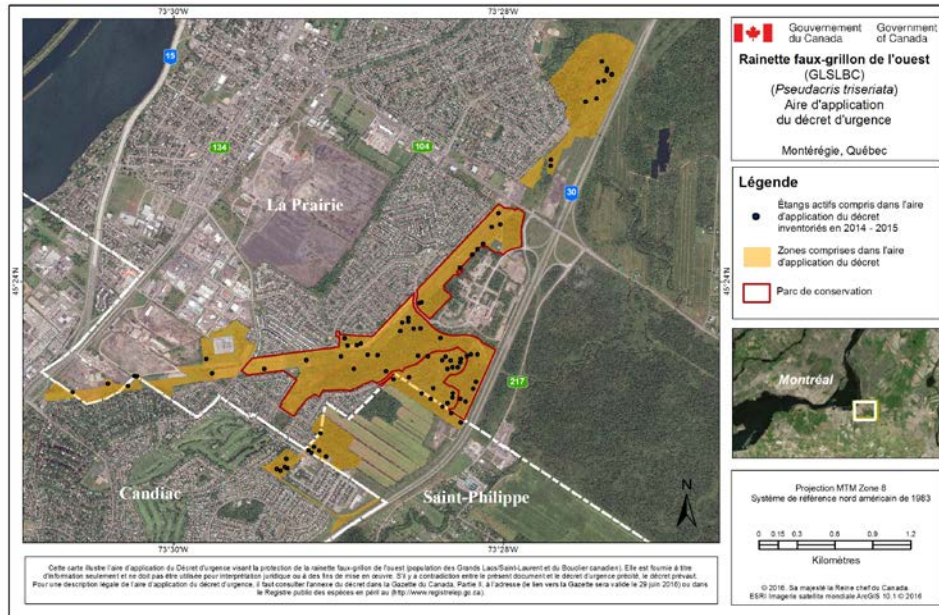 73°30'W
73°28'W
15
134
104
30
217
La Prairie
Candiac
Saint-Philippe
45°24'N
45°24'N
N
73°30'W
73°28'W
Gouvernement du Canada
Government of Canada
Rainette faux-grillon de l'ouest
(GLSLBC)
(Pseudacris triseriata)
Aire d'application
du décret d'urgence
Montérégie, Québec
Légende
Étangs actifs compris dans l'aire
d'application du décret
inventoriés en 2014 - 2015
Zones comprises dans l'aire
d'application du décret
Parc de conservation
Montréal
Projection MTM Zone 8
Système de référence nord américain de 1983
0 0.15 0.3 0.6 0.9 1.2
Kilomètres
© 2016. Sa majesté la Reine chef du Canada.
ESRI Imagerie satellite mondiale ArcGIS 10.1 © 2016
Cette carte illustre l'aire d'application du Décret d'urgence visant la protection de la rainette faux-grillon de l'ouest (population des Grands Lacs/Saint-Laurent et du Bouclier canadien). Elle est fournie à titre
d'information seulement et ne doit pas être utilisée pour interprétation juridique ou à des fins de mise en œuvre. S'il y a contradiction entre le présent document et le décret d'urgence précité, le décret prévaut.
Pour une description légale de l'aire d'application du décret d'urgence, il faut consulter l'annexe du décret dans la Gazette du Canada, Partie II, à l'adresse (le lien vers la Gazette sera valide le 29 juin 2016) ou dans
le Registre public des espèces en péril au (http://www.registrelep.gc.ca).